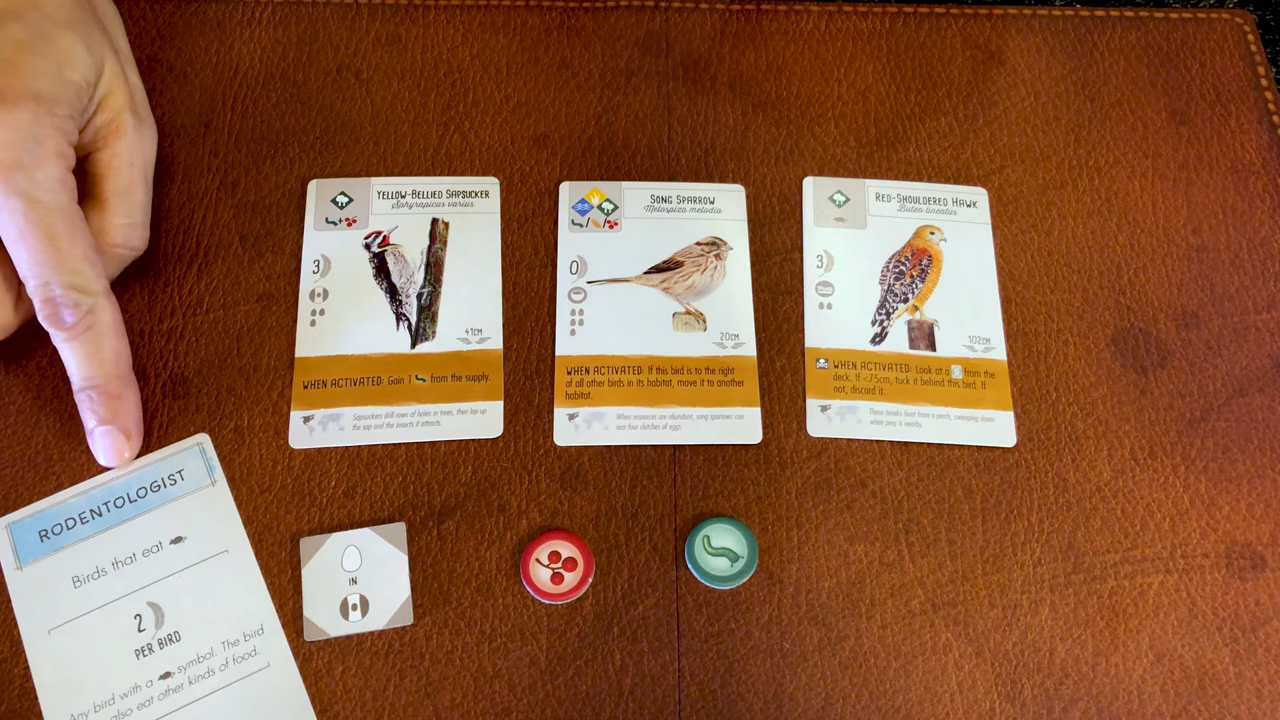 YELLOW-BELLIED SAPSUCKER
Sphyrapicus varius
3
41CM
WHEN ACTIVATED: Gain 1 from the supply.
Sapsuckers drill rows of holes in trees, then lap up
the sap and the insects it attracts.
SONG SPARROW
Melospiza melodia
0
20CM
WHEN ACTIVATED: If this bird is to the right
of all other birds in its habitat, move it to another
habitat.
When resources are abundant, song sparrows can
rear four clutches of eggs.
RED-SHOULDERED HAWK
Buteo lineatus
3
102CM
WHEN ACTIVATED: Look at a from the
deck. If <75cm, tuck it behind this bird. If
not, discard it.
These hawks hunt from a perch, swooping down
when prey is nearby.
RODENTOLOGIST
Birds that eat
2
PER BIRD
Any bird with a symbol. The bird
also eat other kinds of food.
IN